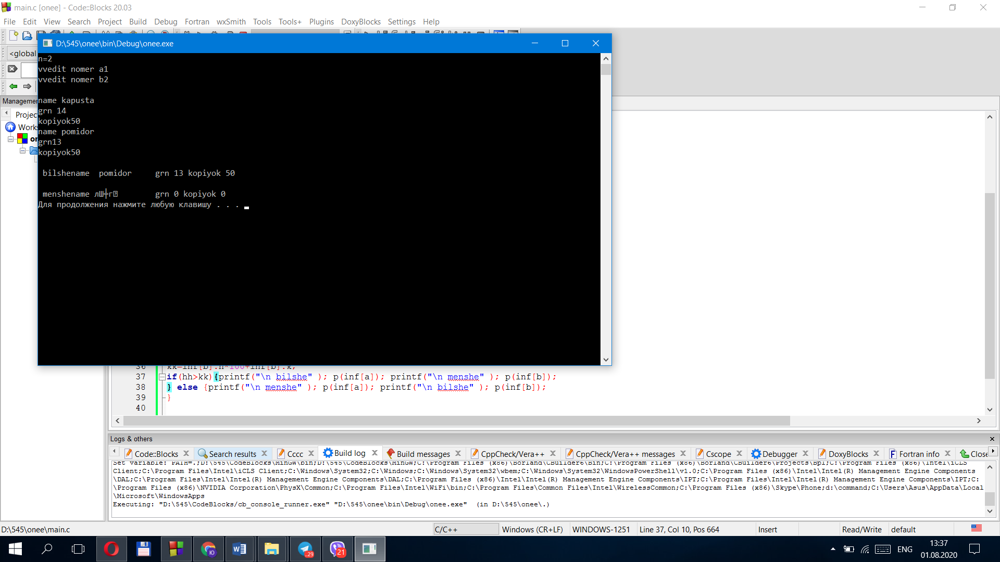 main.c [onee] - Code::Blocks 20.03
File Edit View Search Project Build Debug Fortran wxSmith Tools Tools+ Plugins DoxyBlocks Settings Help
D:\545\onee\bin\Debug\onee.exe
<global
n=2
vvedit nomer a1
vvedit nomer b2
name kapusta
grn 14
kopiyok50
name pomidor
grn13
kopiyok50
bilshename pomidor grn 13 kopiyok 50
menshename grn 0 kopiyok 0
Для продолжения нажмите любую клавишу . . .
Managemen
Projec
Works
on
36 kk=inf[b].h*100+inf[b].k;
37 if(hh>kk){printf("\n bilshe" ); p(inf[a]); printf("\n menshe" ); p(inf[b]);
38 } else {printf("\n menshe" ); p(inf[a]); printf("\n bilshe" ); p(inf[b]);
39 }
40
Logs & others
Code::Blocks Search results Cccc Build log Build messages CppCheck/Vera++ CppCheck/Vera++ messages Cscope Debugger DoxyBlocks Fortran info Close
Set variable: PATH=.;D:\545\CodeBlocks\MinGW\bin;D:\545\CodeBlocks\MinGW;C:\Program Files (x86)\Borland\CBuilder6\Bin;C:\Program Files (x86)\Borland\CBuilder6\Projects\Bpl;C:\Program Files (x86)\Intel\iCLS
Client;C:\Program Files\Intel\iCLS Client;C:\Windows\System32;C:\Windows;C:\Windows\System32\wbem;C:\Windows\System32\WindowsPowerShell\v1.0;C:\Program Files (x86)\Intel\Intel(R) Management Engine Components
\DAL;C:\Program Files\Intel\Intel(R) Management Engine Components\DAL;C:\Program Files (x86)\Intel\Intel(R) Management Engine Components\IPT;C:\Program Files\Intel\Intel(R) Management Engine Components\IPT;C:
\Program Files (x86)\NVIDIA Corporation\PhysX\Common;C:\Program Files\Intel\WiFi\bin;C:\Program Files\Common Files\Intel\WirelessCommon;C:\Program Files (x86)\Skype\Phone;d:\command;C:\Users\Asus\AppData\Local
\Microsoft\WindowsApps
Executing: "D:\545\CodeBlocks/cb_console_runner.exe" "D:\545\onee\bin\Debug\onee.exe" (in D:\545\onee\.)
D:\545\onee\main.c C/C++ Windows (CR+LF) WINDOWS-1251 Line 37, Col 10, Pos 664 Insert Read/Write default
..29
21
ENG
13:37
01.08.2020